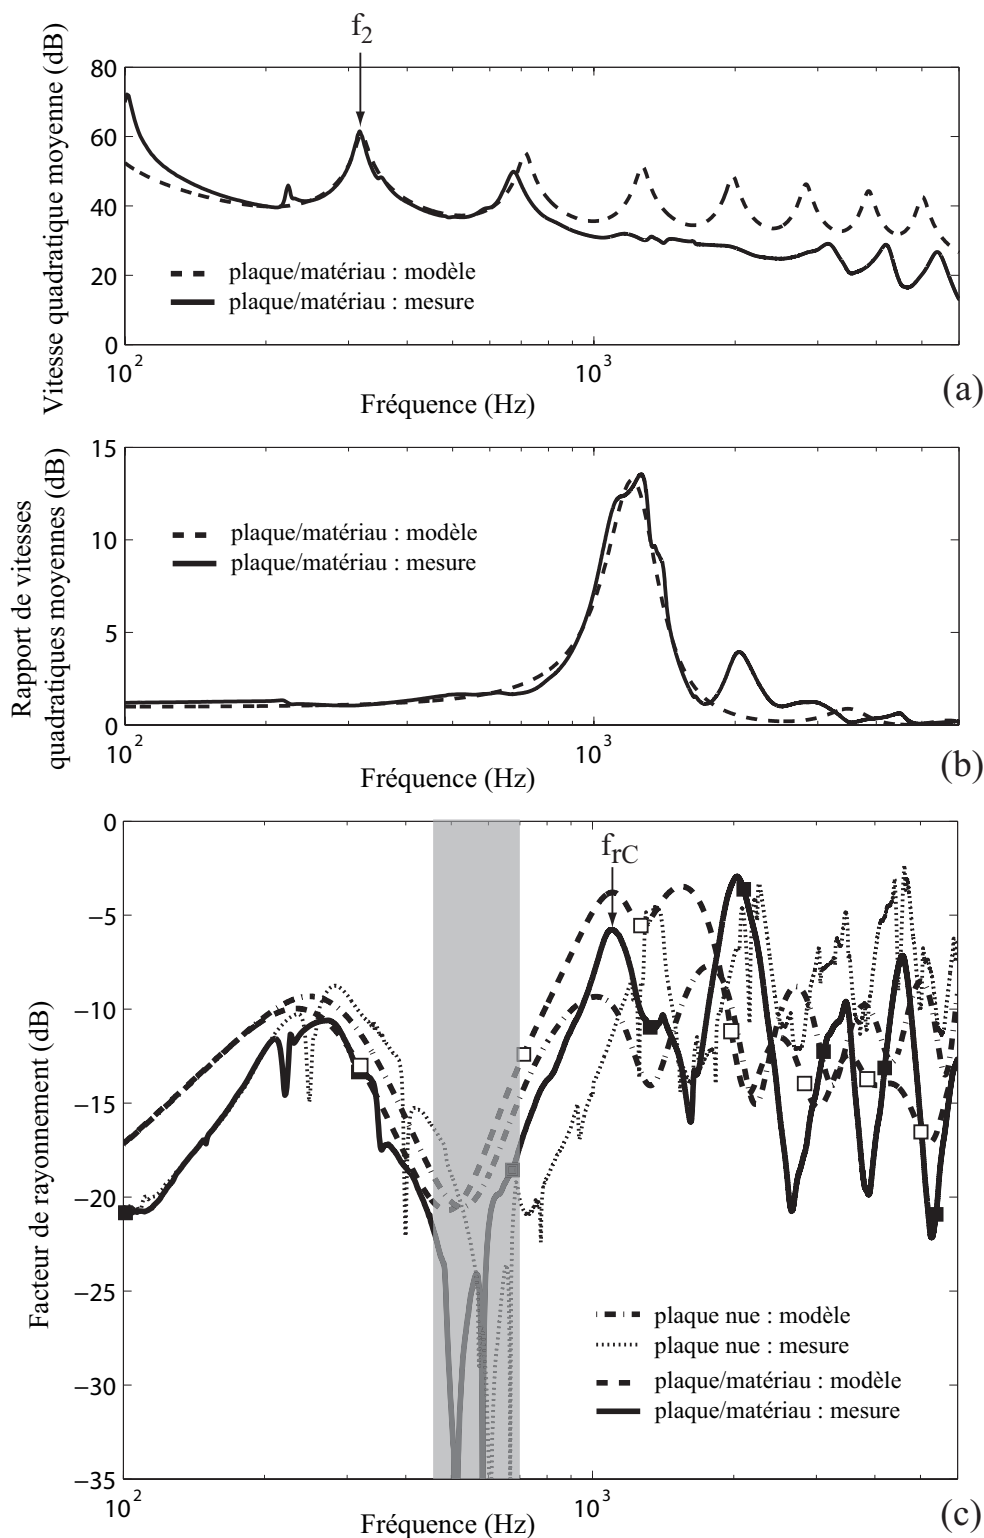 f2
Vitesse quadratique moyenne (dB)
80
60
40
20
0
plaque/matériau : modèle
plaque/matériau : mesure
10^2
10^3
Fréquence (Hz)
(a)
Rapport de vitesses
quadratiques moyennes (dB)
15
10
5
0
plaque/matériau : modèle
plaque/matériau : mesure
10^2
10^3
Fréquence (Hz)
(b)
Facteur de rayonnement (dB)
0
−5
−10
−15
−20
−25
−30
−35
frC
plaque nue : modèle
plaque nue : mesure
plaque/matériau : modèle
plaque/matériau : mesure
10^2
10^3
Fréquence (Hz)
(c)